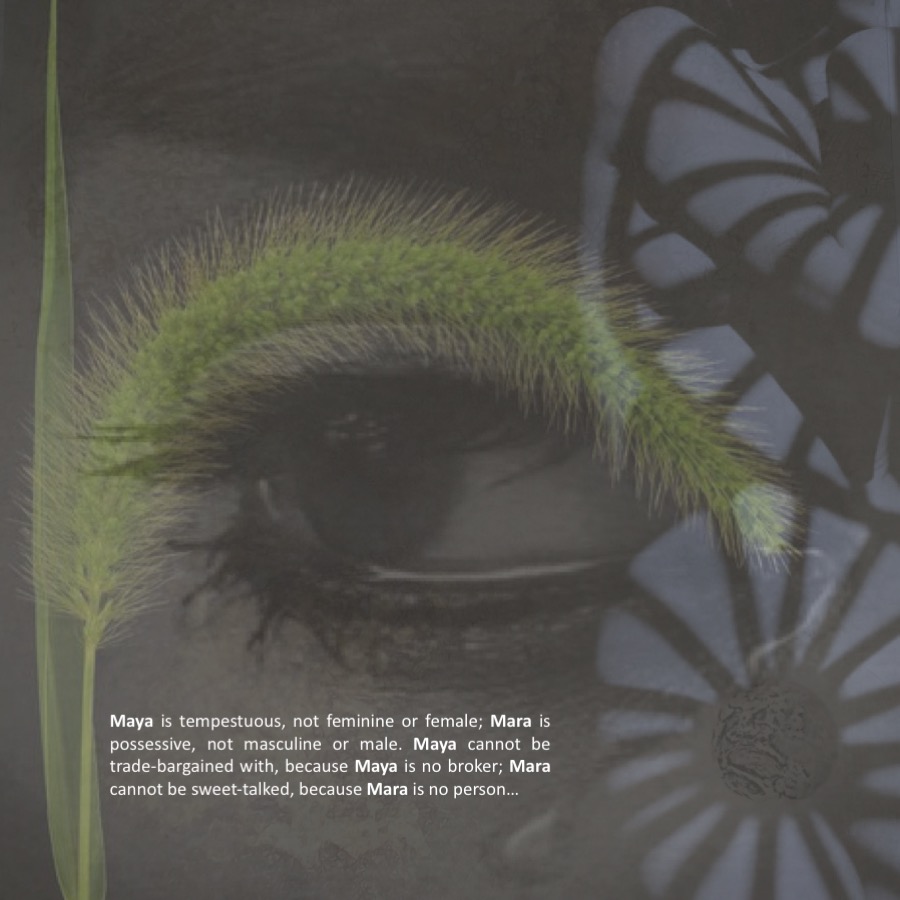 Maya is tempestuous, not feminine or female; Mara is
possessive, not masculine or male. Maya cannot be
trade-bargained with, because Maya is no broker; Mara
cannot be sweet-talked, because Mara is no person...